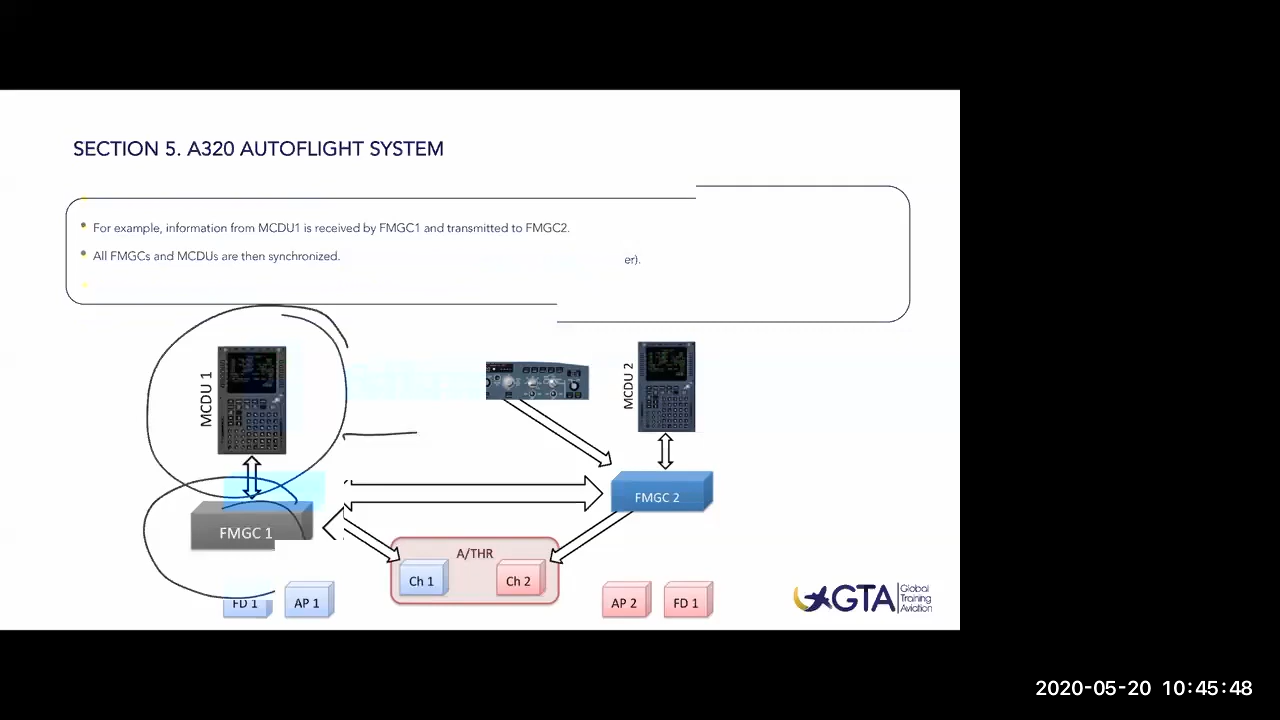 SECTION 5. A320 AUTOFLIGHT SYSTEM
For example, information from MCDU1 is received by FMGC1 and transmitted to FMGC2.
All FMGCs and MCDUs are then synchronized.
er).
MCDU 1
MCDU 2
FMGC 1
FMGC 2
A/THR
Ch 1
Ch 2
FD 1
AP 1
AP 2
FD 1
GTA
Global
Training
Aviation
2020-05-20 10:45:48